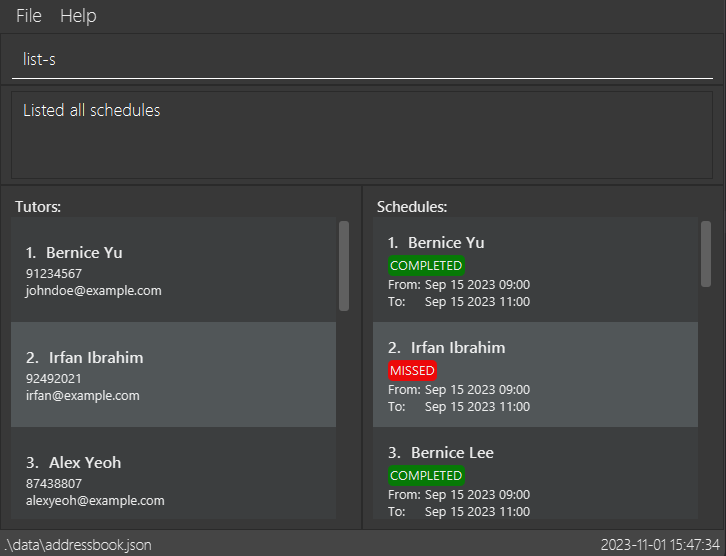 File Help
list-s
Listed all schedules
Tutors:
1. Bernice Yu
91234567
johndoe@example.com
2. Irfan Ibrahim
92492021
irfan@example.com
3. Alex Yeoh
87438807
alexyeoh@example.com
Schedules:
1. Bernice Yu
COMPLETED
From: Sep 15 2023 09:00
To: Sep 15 2023 11:00
2. Irfan Ibrahim
MISSED
From: Sep 15 2023 09:00
To: Sep 15 2023 11:00
3. Bernice Lee
COMPLETED
From: Sep 15 2023 09:00
To: Sep 15 2023 11:00
.\data\addressbook.json
2023-11-01 15:47:34